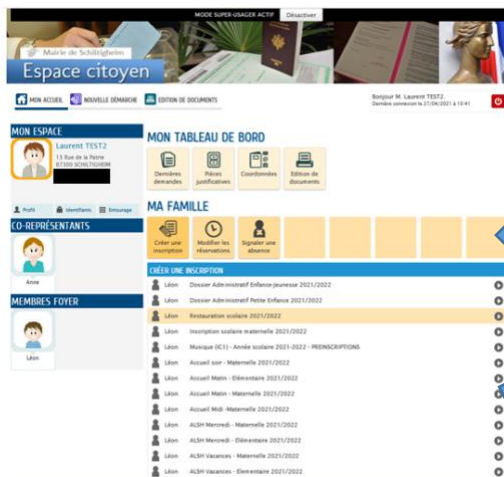 MODE SUPER-USAGER ACTIF Désactiver
Mairie de Schiltigheim
Espace citoyen
MON ACCUEIL NOUVELLE DÉMARCHE EDITION DE DOCUMENTS
Bonjour M. Laurent TEST2
Dernière connexion le 27/04/2021 à 10:41
MON ESPACE
Laurent TEST2
13 Rue de la Patrie
67300 SCHILTIGHEIM
Profil Identifiants Entourage
CO-REPRÉSENTANTS
Anne
MEMBRES FOYER
Léon
MON TABLEAU DE BORD
Dernières demandes
Pièces justificatives
Coordonnées
Edition de documents
MA FAMILLE
Créer une inscription
Modifier les réservations
Signaler une absence
CRÉER UNE INSCRIPTION
Léon Dossier Administratif Enfance-Jeunesse 2021/2022
Léon Dossier Administratif Petite Enfance 2021/2022
Léon Restauration scolaire 2021/2022
Léon Inscription scolaire maternelle 2021/2022
Léon Musique (IC1) - Année scolaire 2021-2022 - PREINSCRIPTIONS
Léon Accueil soir - Maternelle 2021/2022
Léon Accueil Matin - Elémentaire 2021/2022
Léon Accueil Matin - Maternelle 2021/2022
Léon Accueil Midi -Maternelle 2021/2022
Léon ALSH Mercredi - Maternelle 2021/2022
Léon ALSH Mercredi - Elémentaire 2021/2022
Léon ALSH Vacances - Maternelle 2021/2022
Léon ALSH Vacances - Elementaire 2021/2022